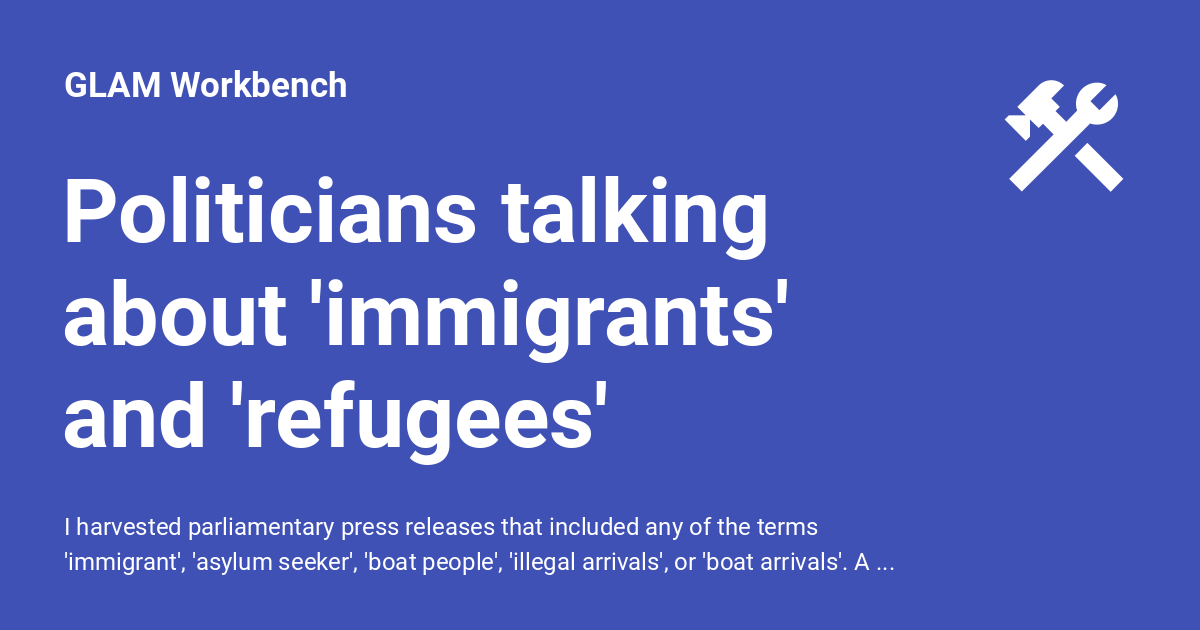 GLAM Workbench
Politicians talking
about 'immigrants'
and 'refugees'
I harvested parliamentary press releases that included any of the terms
'immigrant', 'asylum seeker', 'boat people', 'illegal arrivals', or 'boat arrivals'. A ...